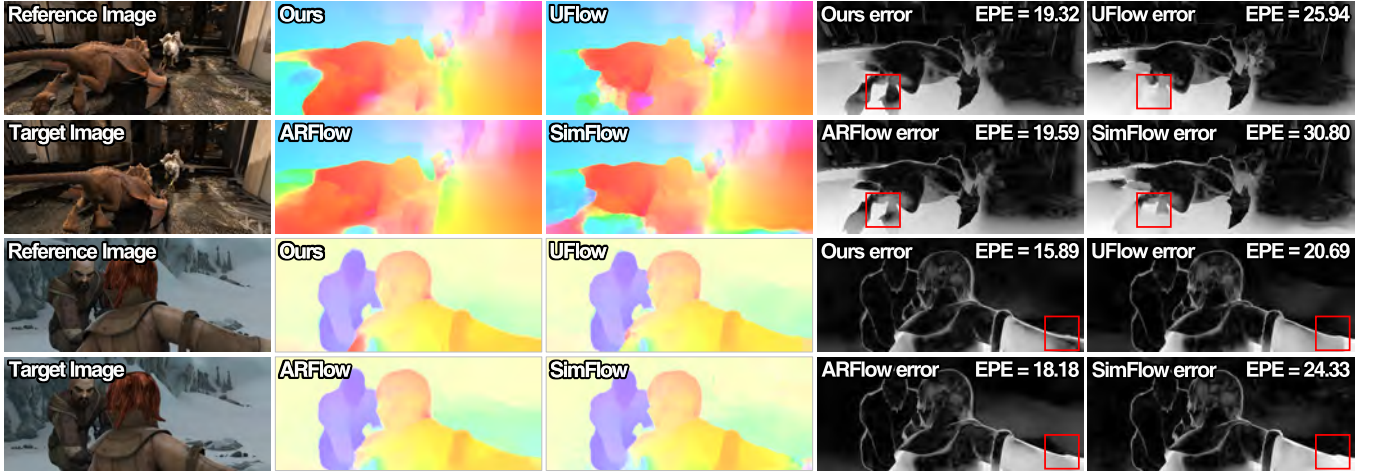 Reference Image
Ours
UFlow
Ours error EPE = 19.32
UFlow error EPE = 25.94
Target Image
ARFlow
SimFlow
ARFlow error EPE = 19.59
SimFlow error EPE = 30.80
Reference Image
Ours
UFlow
Ours error EPE = 15.89
UFlow error EPE = 20.69
Target Image
ARFlow
SimFlow
ARFlow error EPE = 18.18
SimFlow error EPE = 24.33